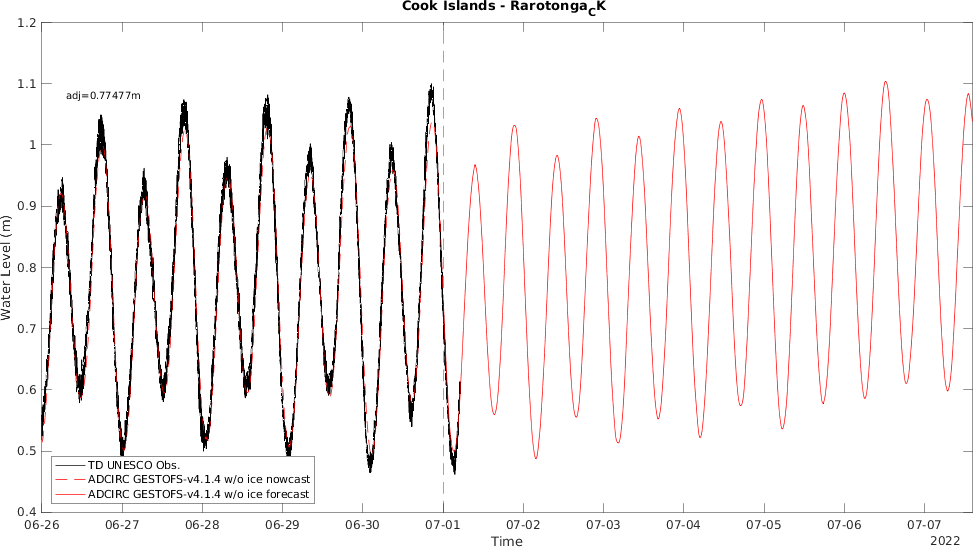 Cook Islands - RarotongaCK
1.2
1.1
adj=0.77477m
1
0.9
0.8
Water Level (m)
0.7
0.6
0.5
TD UNESCO Obs.
ADCIRC GESTOFS-v4.1.4 w/o ice nowcast
ADCIRC GESTOFS-v4.1.4 w/o ice forecast
0.4
06-26 06-27 06-28 06-29 06-30 07-01 07-02 07-03 07-04 07-05 07-06 07-07
Time
2022